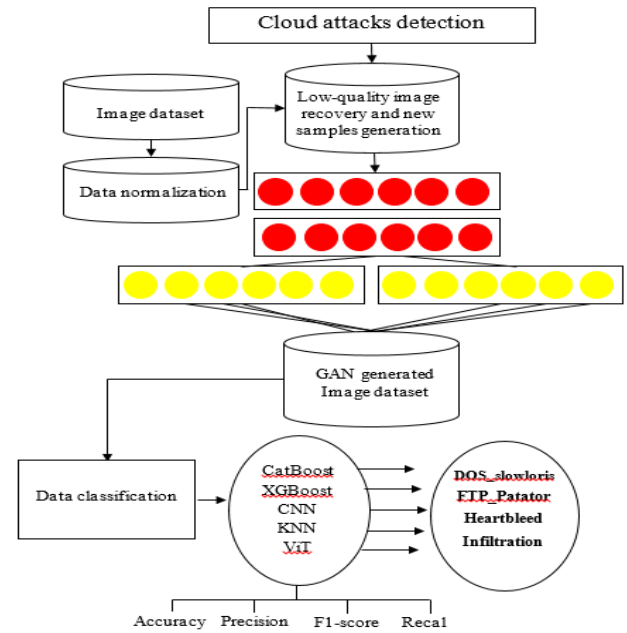 Cloud attacks detection
Image dataset
Low-quality image
recovery and new
samples generation
Data normalization
GAN generated
Image dataset
Data classification
CatBoost
XGBoost
CNN
KNN
ViT
DOS_slowloris
FTP_Patator
Heartbleed
Infiltration
Accuracy Precision F1-score Recal